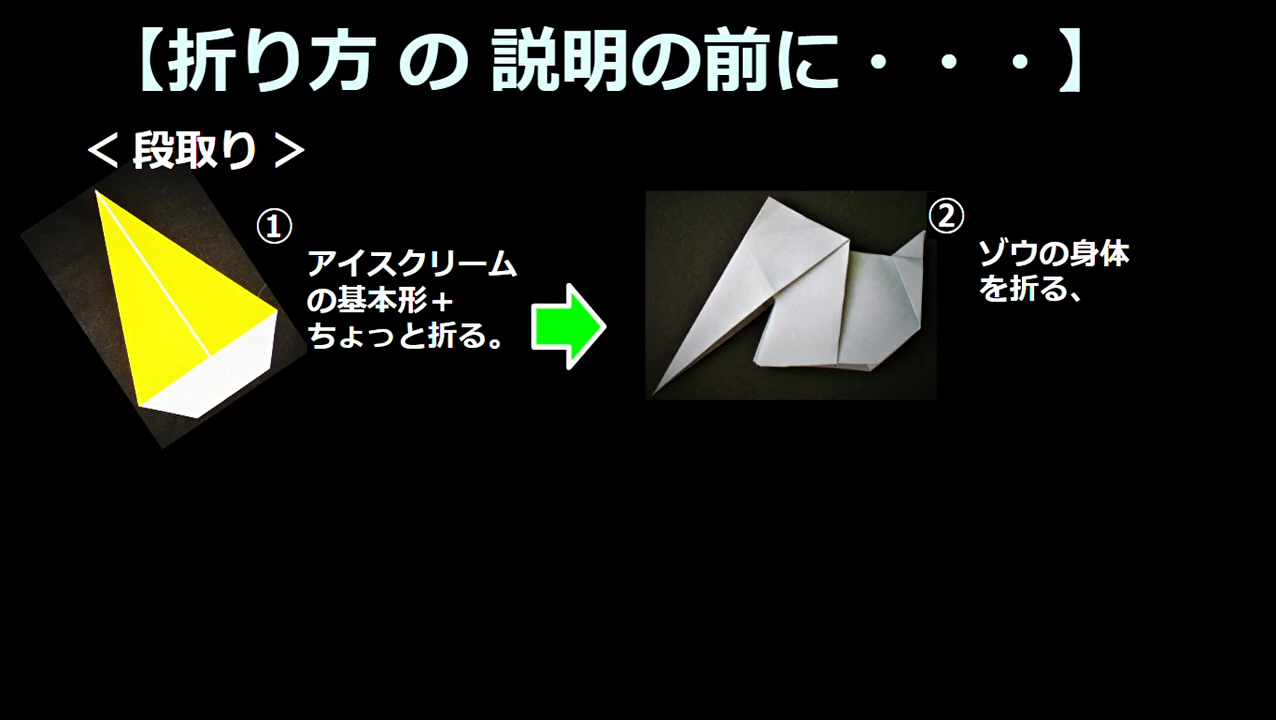 【折り方 の 説明の前に・・・】
＜ 段取り ＞
①
アイスクリーム
の基本形＋
ちょっと折る。
②
ゾウの身体
を折る、